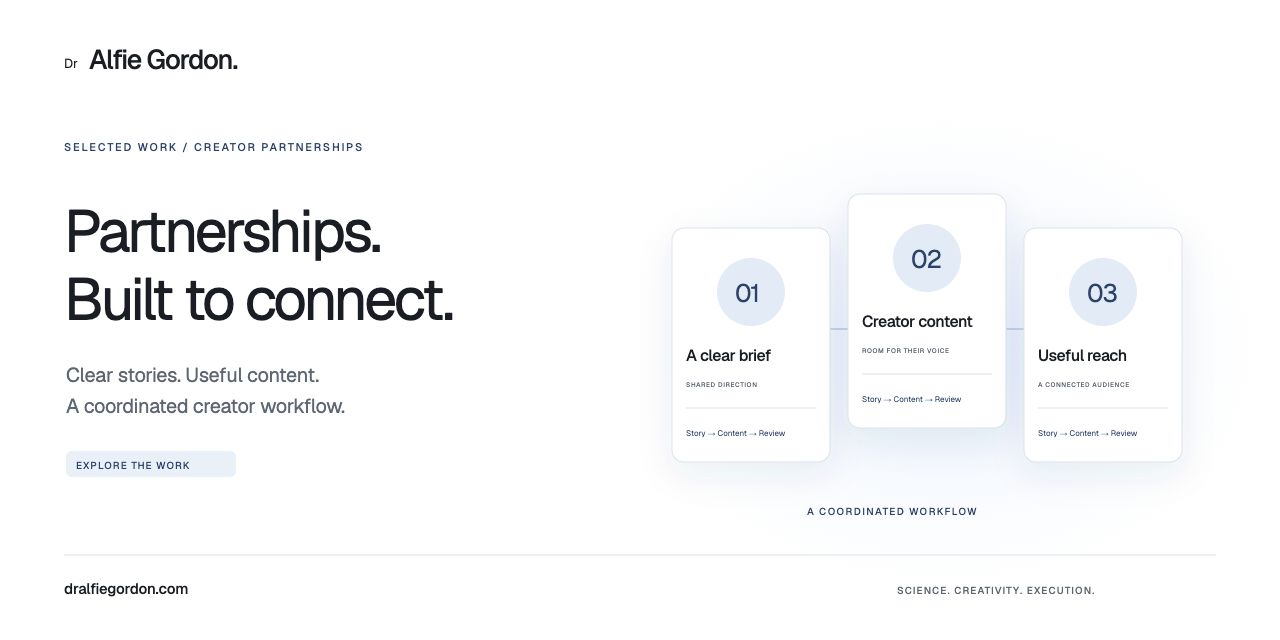 Dr Alfie Gordon.
SELECTED WORK / CREATOR PARTNERSHIPS
Partnerships.
Built to connect.
Clear stories. Useful content.
A coordinated creator workflow.
EXPLORE THE WORK
01
A clear brief
SHARED DIRECTION
Story → Content → Review
02
Creator content
ROOM FOR THEIR VOICE
Story → Content → Review
03
Useful reach
A CONNECTED AUDIENCE
Story → Content → Review
A COORDINATED WORKFLOW
dralfiegordon.com
SCIENCE. CREATIVITY. EXECUTION.